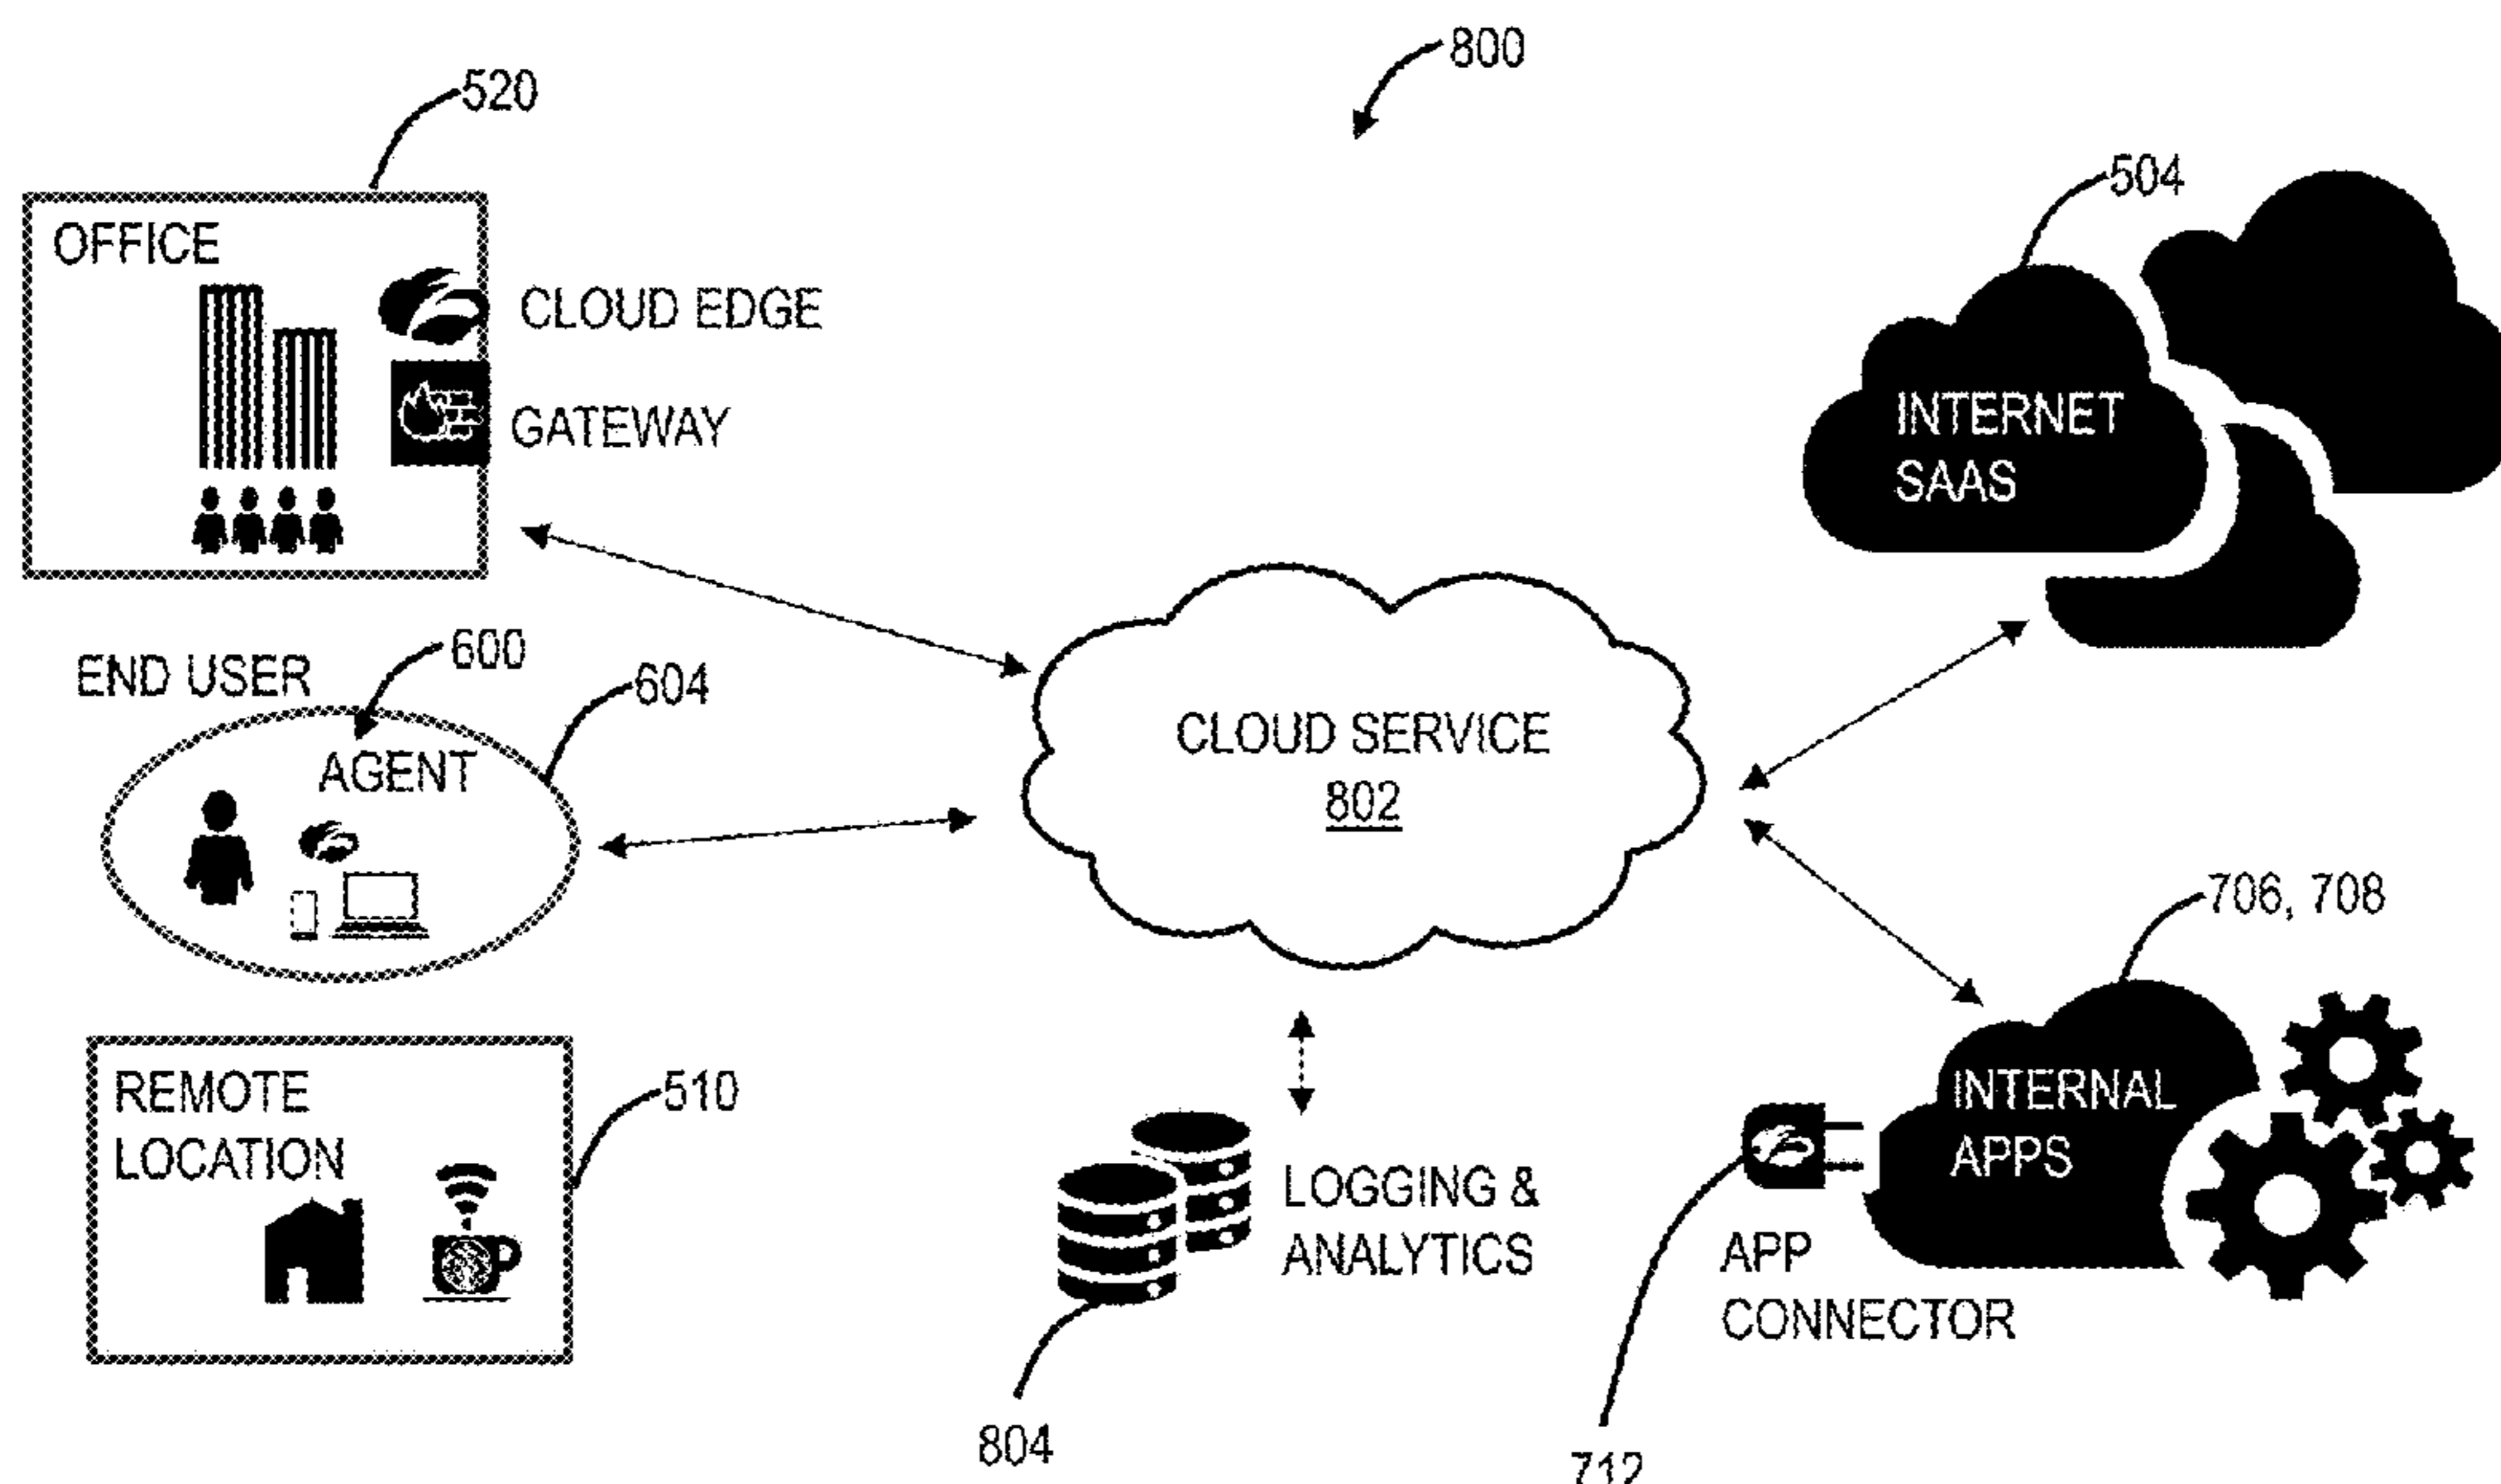 800
520
504
OFFICE
CLOUD EDGE
GATEWAY
INTERNET
SAAS
END USER
600
604
AGENT
CLOUD SERVICE
802
706, 708
REMOTE
LOCATION
510
INTERNAL
APPS
LOGGING &
ANALYTICS
APP
CONNECTOR
804
712